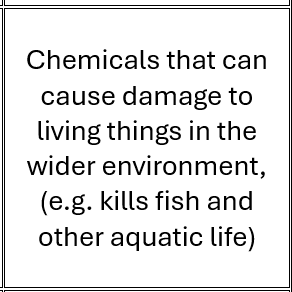 Chemicals that can
cause damage to
living things in the
wider environment,
(e.g. kills fish and
other aquatic life)